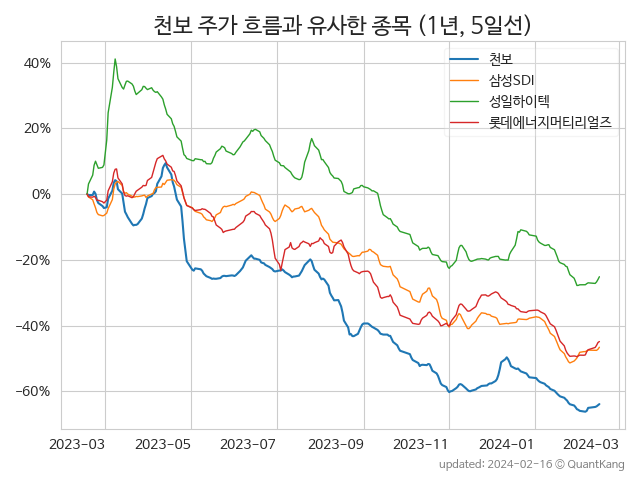 천보 주가 흐름과 유사한 종목 (1년, 5일선)
천보
삼성SDI
성일하이텍
롯데에너지머티리얼즈
40%
20%
0%
−20%
−40%
−60%
2023-03 2023-05 2023-07 2023-09 2023-11 2024-01 2024-03
updated: 2024-02-16 © QuantKang